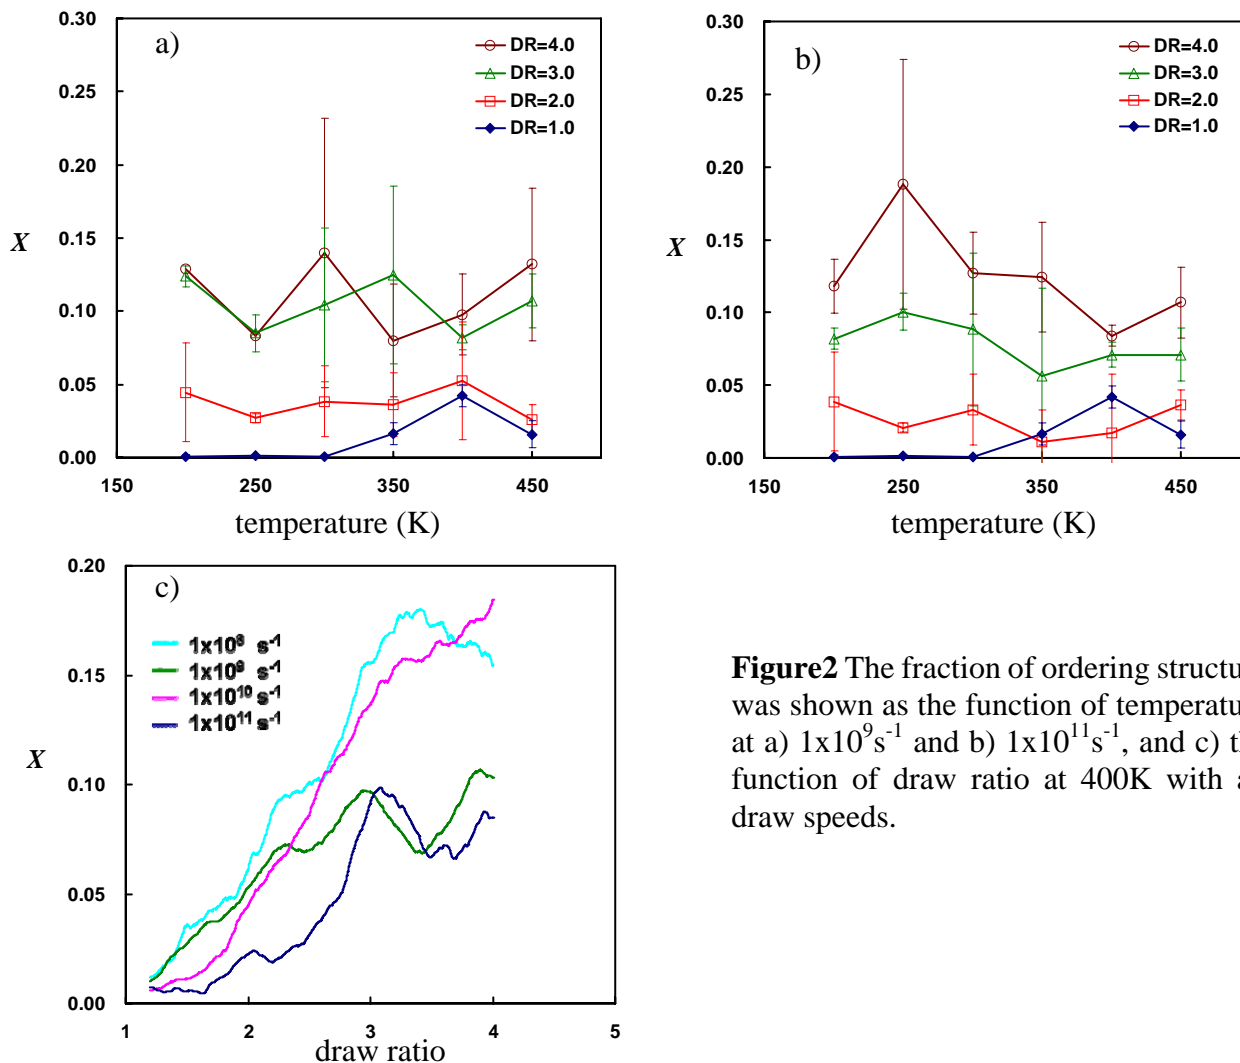 0.30
0.25
0.20
0.15
0.10
0.05
0.00
X
a)
DR=4.0
DR=3.0
DR=2.0
DR=1.0
150
250
350
450
temperature (K)
0.30
0.25
0.20
0.15
0.10
0.05
0.00
X
b)
DR=4.0
DR=3.0
DR=2.0
DR=1.0
150
250
350
450
temperature (K)
0.20
0.15
0.10
0.05
0.00
X
c)
1x10⁸ s⁻¹
1x10⁹ s⁻¹
1x10¹⁰ s⁻¹
1x10¹¹ s⁻¹
1
2
3
4
5
draw ratio
Figure2 The fraction of ordering structur
was shown as the function of temperatur
at a) 1x10⁹s⁻¹ and b) 1x10¹¹s⁻¹, and c) th
function of draw ratio at 400K with a
draw speeds.